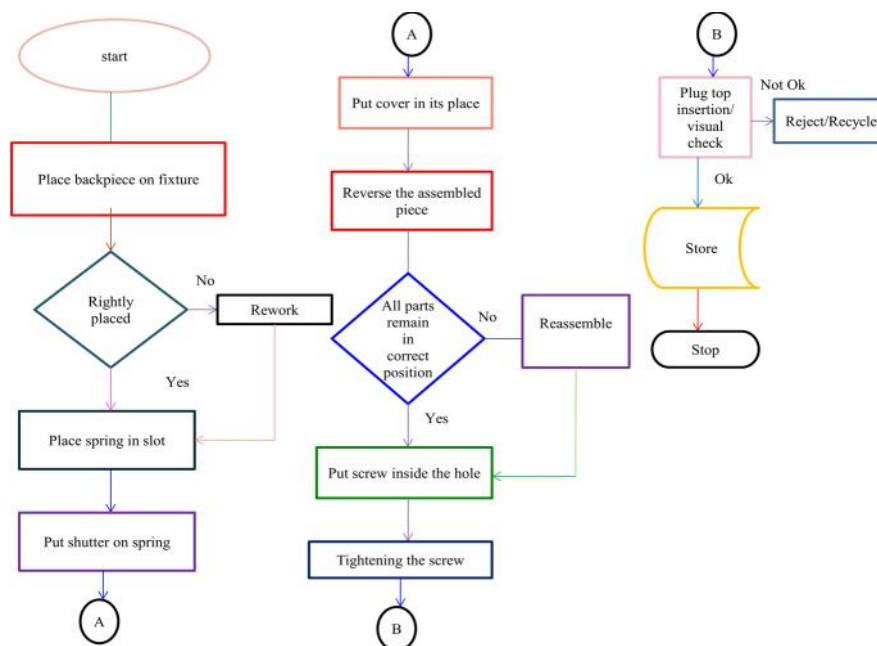 start
Place backpiece on fixture
Rightly
placed
No
Rework
Yes
Place spring in slot
Put shutter on spring
A
A
Put cover in its place
Reverse the assembled
piece
All parts
remain
in
correct
position
No
Reassemble
Yes
Put screw inside the hole
Tightening the screw
B
B
Plug top
insertion/
visual
check
Not Ok
Reject/Recycle
Ok
Store
Stop